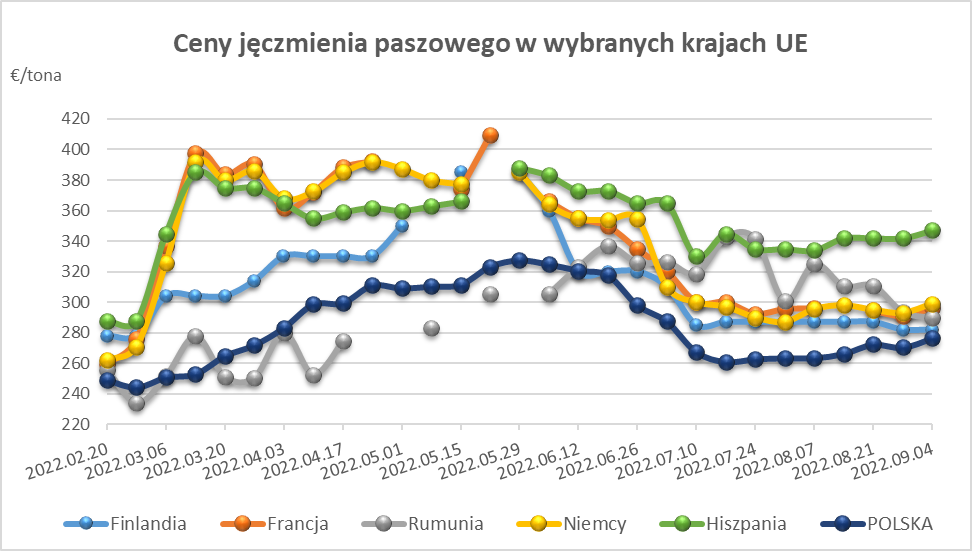 Ceny jęczmienia paszowego w wybranych krajach UE
€/tona
420
400
380
360
340
320
300
280
260
240
220
2022.02.20 2022.03.06 2022.03.20 2022.04.03 2022.04.17 2022.05.01 2022.05.15 2022.05.29 2022.06.12 2022.06.26 2022.07.10 2022.07.24 2022.08.07 2022.08.21 2022.09.04
Finlandia Francja Rumunia Niemcy Hiszpania POLSKA